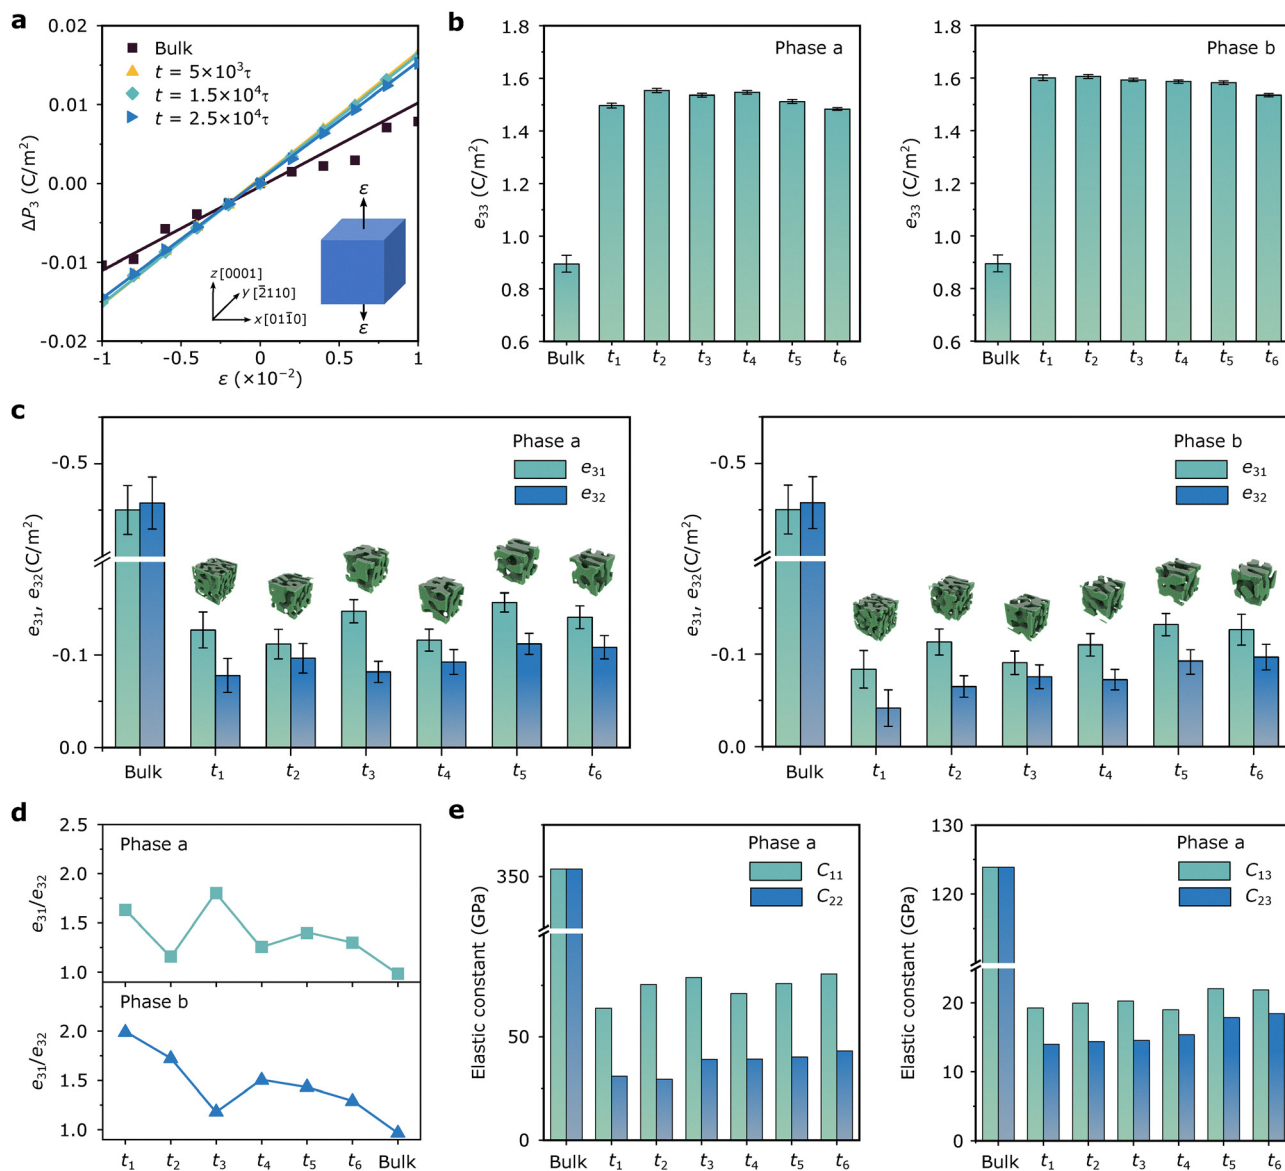 a
0.02
0.01
0.00
-0.01
-0.02
ΔP₃ (C/m²)
Bulk
t = 5×10³τ
t = 1.5×10⁴τ
t = 2.5×10⁴τ
ε
ε
z [0001]
y [2̄110]
x [011̄0]
-1 -0.5 0 0.5 1
ε (×10⁻²)
b
Phase a
1.8
1.6
1.4
1.2
1.0
0.8
0.6
e₃₃ (C/m²)
Bulk t₁ t₂ t₃ t₄ t₅ t₆
Phase b
1.8
1.6
1.4
1.2
1.0
0.8
0.6
e₃₃ (C/m²)
Bulk t₁ t₂ t₃ t₄ t₅ t₆
c
Phase a
e₃₁
e₃₂
-0.5
-0.1
0.0
e₃₁, e₃₂(C/m²)
Bulk t₁ t₂ t₃ t₄ t₅ t₆
Phase b
e₃₁
e₃₂
-0.5
-0.1
0.0
e₃₁, e₃₂(C/m²)
Bulk t₁ t₂ t₃ t₄ t₅ t₆
d
Phase a
2.5
2.0
1.5
1.0
e₃₁/e₃₂
Phase b
2.0
1.5
1.0
e₃₁/e₃₂
t₁ t₂ t₃ t₄ t₅ t₆ Bulk
e
Phase a
C₁₁
C₂₂
350
50
0
Elastic constant (GPa)
Bulk t₁ t₂ t₃ t₄ t₅ t₆
Phase a
C₁₃
C₂₃
130
120
20
10
0
Elastic constant (GPa)
Bulk t₁ t₂ t₃ t₄ t₅ t₆